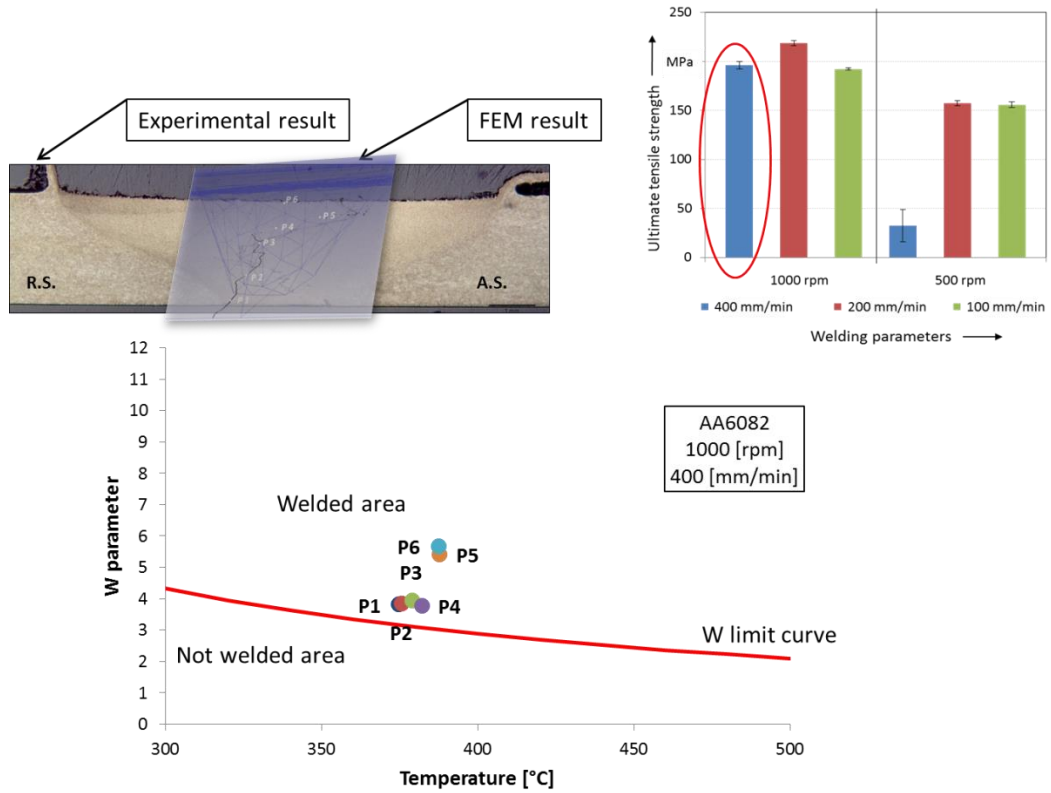 Experimental result
FEM result
P6
P5
P4
P3
R.S.
A.S.
250
MPa
150
100
50
0
Ultimate tensile strength
1000 rpm
500 rpm
400 mm/min
200 mm/min
100 mm/min
Welding parameters
12
11
10
9
8
7
6
5
4
3
2
1
0
W parameter
AA6082
1000 [rpm]
400 [mm/min]
Welded area
P6
P5
P3
P1
P4
P2
W limit curve
Not welded area
300
350
400
450
500
Temperature [°C]